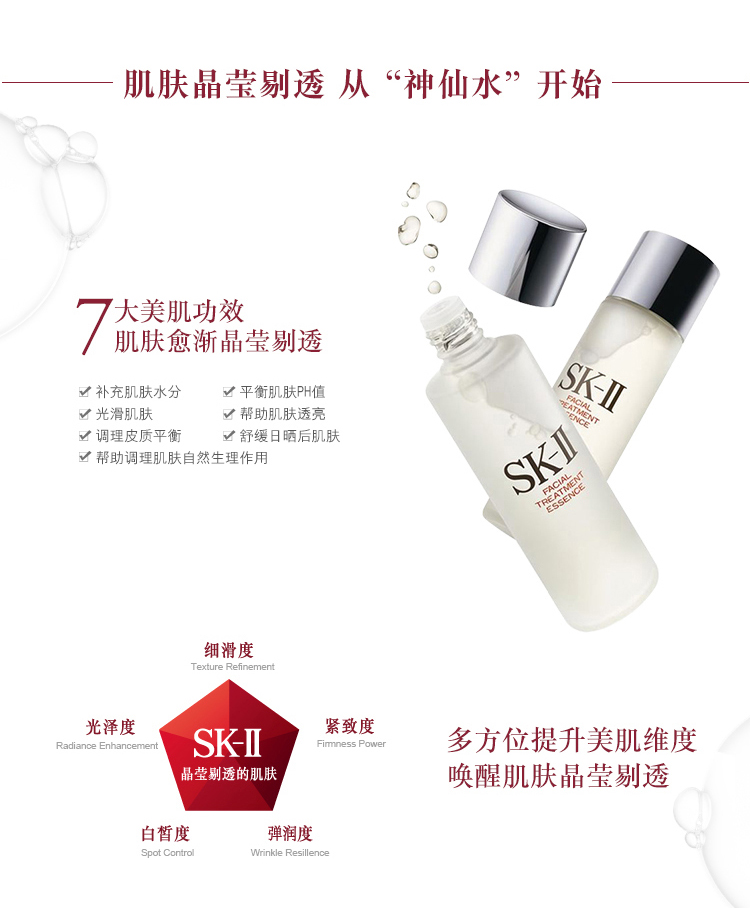 肌肤晶莹剔透 从 “神仙水” 开始
7大美肌功效
肌肤愈渐晶莹剔透
补充肌肤水分 平衡肌肤PH值
光滑肌肤 帮助肌肤透亮
调理皮质平衡 舒缓日晒后肌肤
帮助调理肌肤自然生理作用
SK-II
FACIAL
TREATMENT
ESSENCE
SK-II
FACIAL
TREATMENT
ESSENCE
细滑度
Texture Refinement
光泽度
Radiance Enhancement
紧致度
Firmness Power
SK-II
晶莹剔透的肌肤
白皙度
Spot Control
弹润度
Wrinkle Resillence
多方位提升美肌维度
唤醒肌肤晶莹剔透